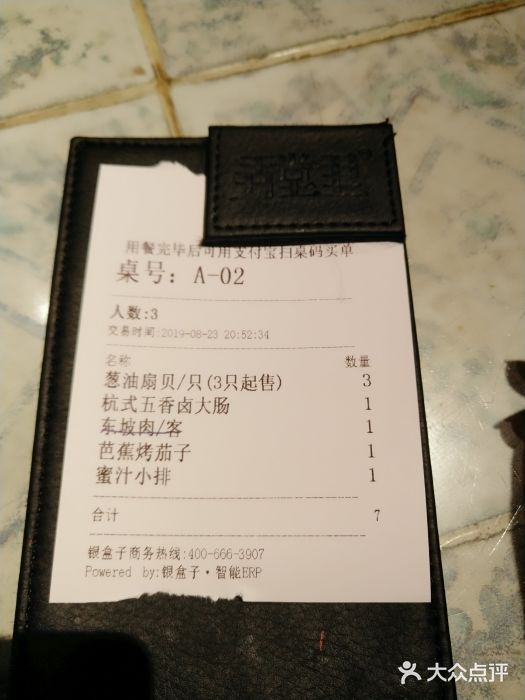 用餐完毕后可用支付宝扫桌码买单
桌号: A-02
人数:3
交易时间:2019-08-23 20:52:34
名称 数量
葱油扇贝/只(3只起售) 3
杭式五香卤大肠 1
东坡肉/客 1
芭蕉烤茄子 1
蜜汁小排 1
合计 7
银盒子商务热线:400-666-3907
Powered by:银盒子·智能ERP
大众点评